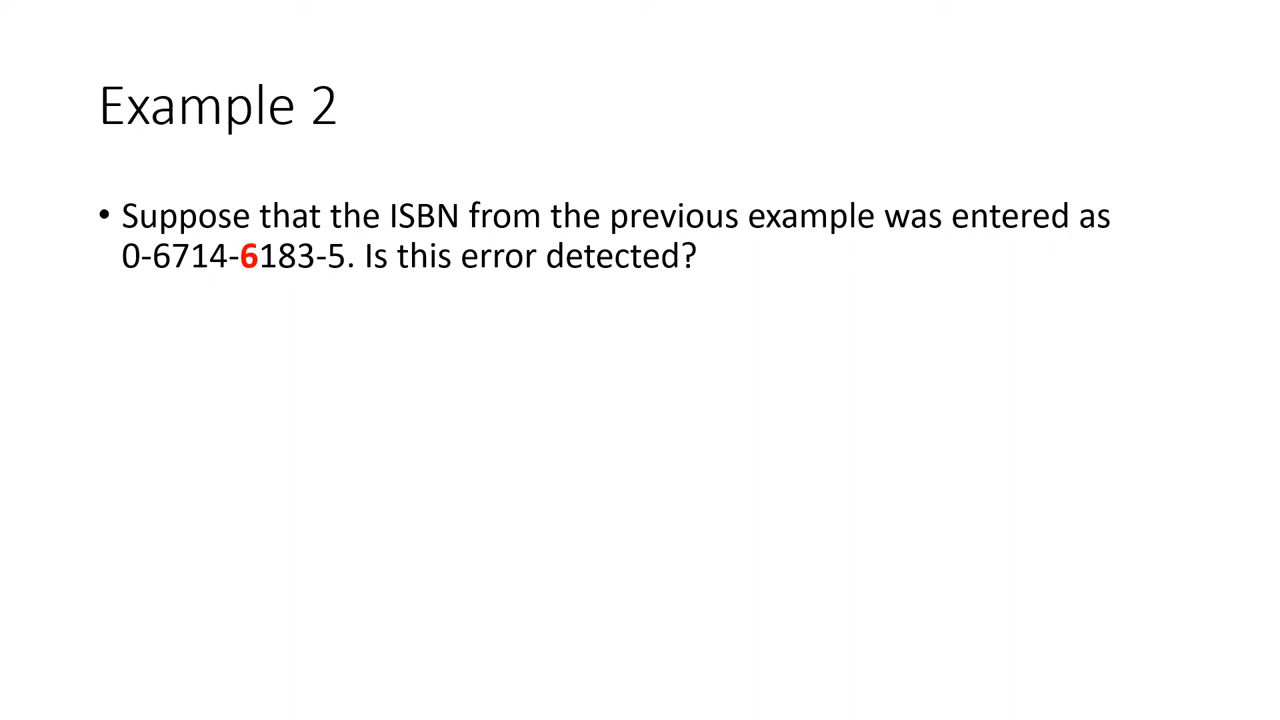 Example 2
• Suppose that the ISBN from the previous example was entered as
0-6714-6183-5. Is this error detected?